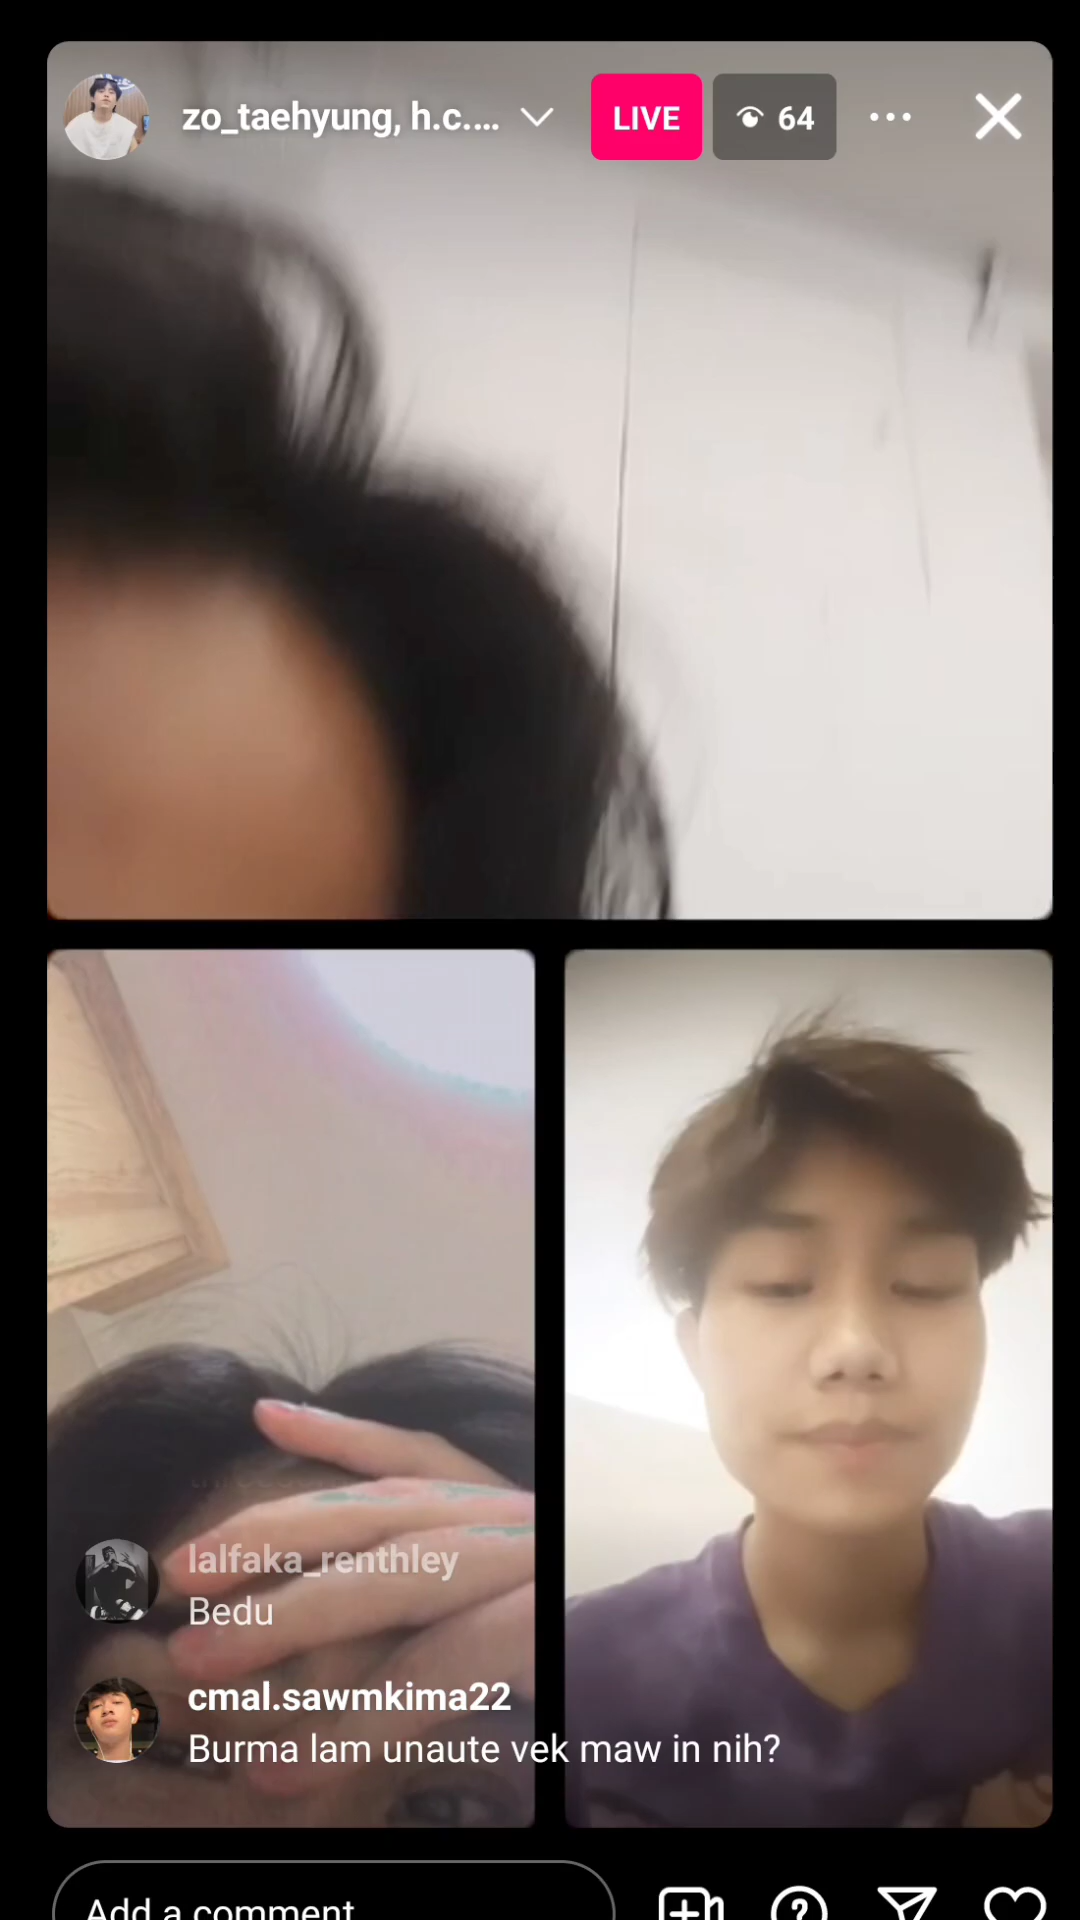 zo_taehyung, h.c....
LIVE
64
lalfaka_renthley
Bedu
cmal.sawmkima22
Burma lam unaute vek maw in nih?
Add a comment